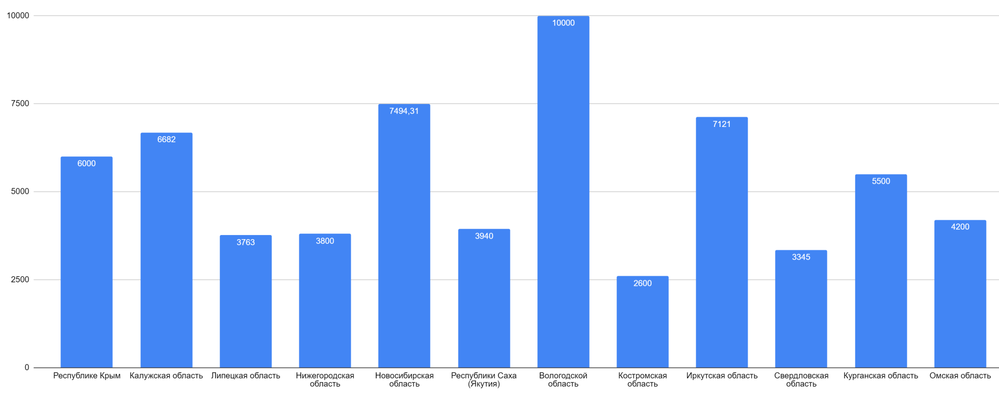 10000
7500
5000
2500
0
6000
6682
3763
3800
7494,31
3940
10000
2600
7121
3345
5500
4200
Республике Крым
Калужская область
Липецкая область
Нижегородская
область
Новосибирская
область
Республики Саха
(Якутия)
Вологодской
область
Костромская
область
Иркутская область
Свердловская
область
Курганская область
Омская область